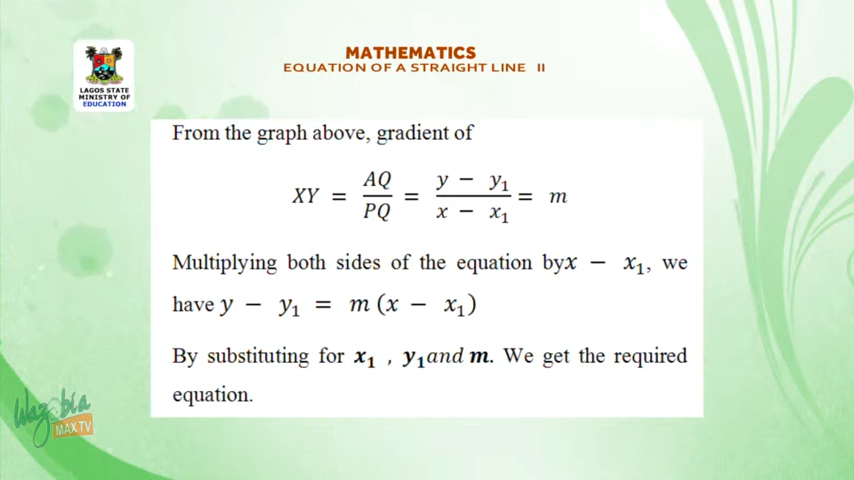 MATHEMATICS
EQUATION OF A STRAIGHT LINE II
LAGOS STATE
MINISTRY OF
EDUCATION
From the graph above, gradient of
XY = AQ/PQ = (y − y₁)/(x − x₁) = m
Multiplying both sides of the equation byx − x₁, we
have y − y₁ = m (x − x₁)
By substituting for x₁ , y₁and m. We get the required
equation.
Wazobia
MAX TV